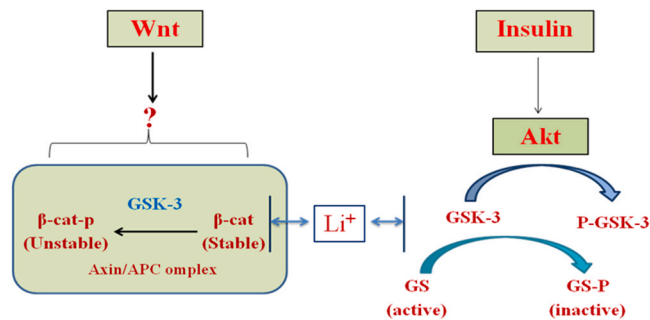 Wnt
?
GSK-3
β-cat-p
(Unstable)
β-cat
(Stable)
Axin/APC omplex
Li⁺
Insulin
Akt
GSK-3
P-GSK-3
GS
(active)
GS-P
(inactive)